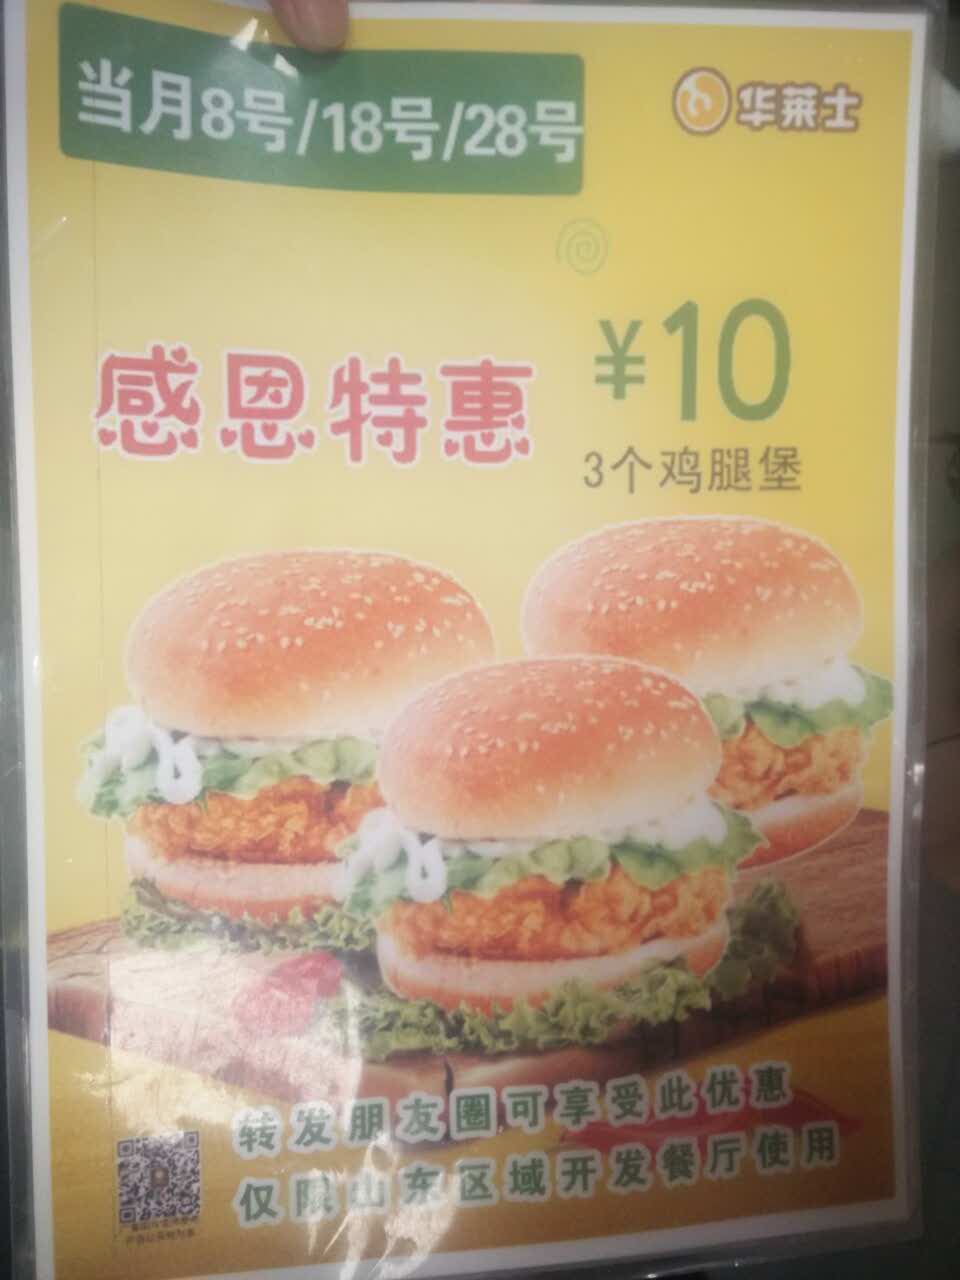 当月8号/18号/28号
华莱士
感恩特惠
¥10
3个鸡腿堡
转发朋友圈可享受此优惠
仅限山东区域开发餐厅使用